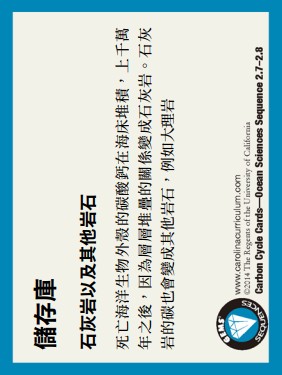 儲存庫
石灰岩以及其他岩石
死亡海洋生物外殼的碳酸鈣在海床堆積，上千萬
年之後，因為層層堆疊的關係變成石灰岩。石灰
岩的碳也會變成其他岩石，例如大理岩
www.carolinacurriculum.com
©2014 The Regents of the University of California
Carbon Cycle Cards—Ocean Sciences Sequence 2.7–2.8
GEMS
SEQUENCES